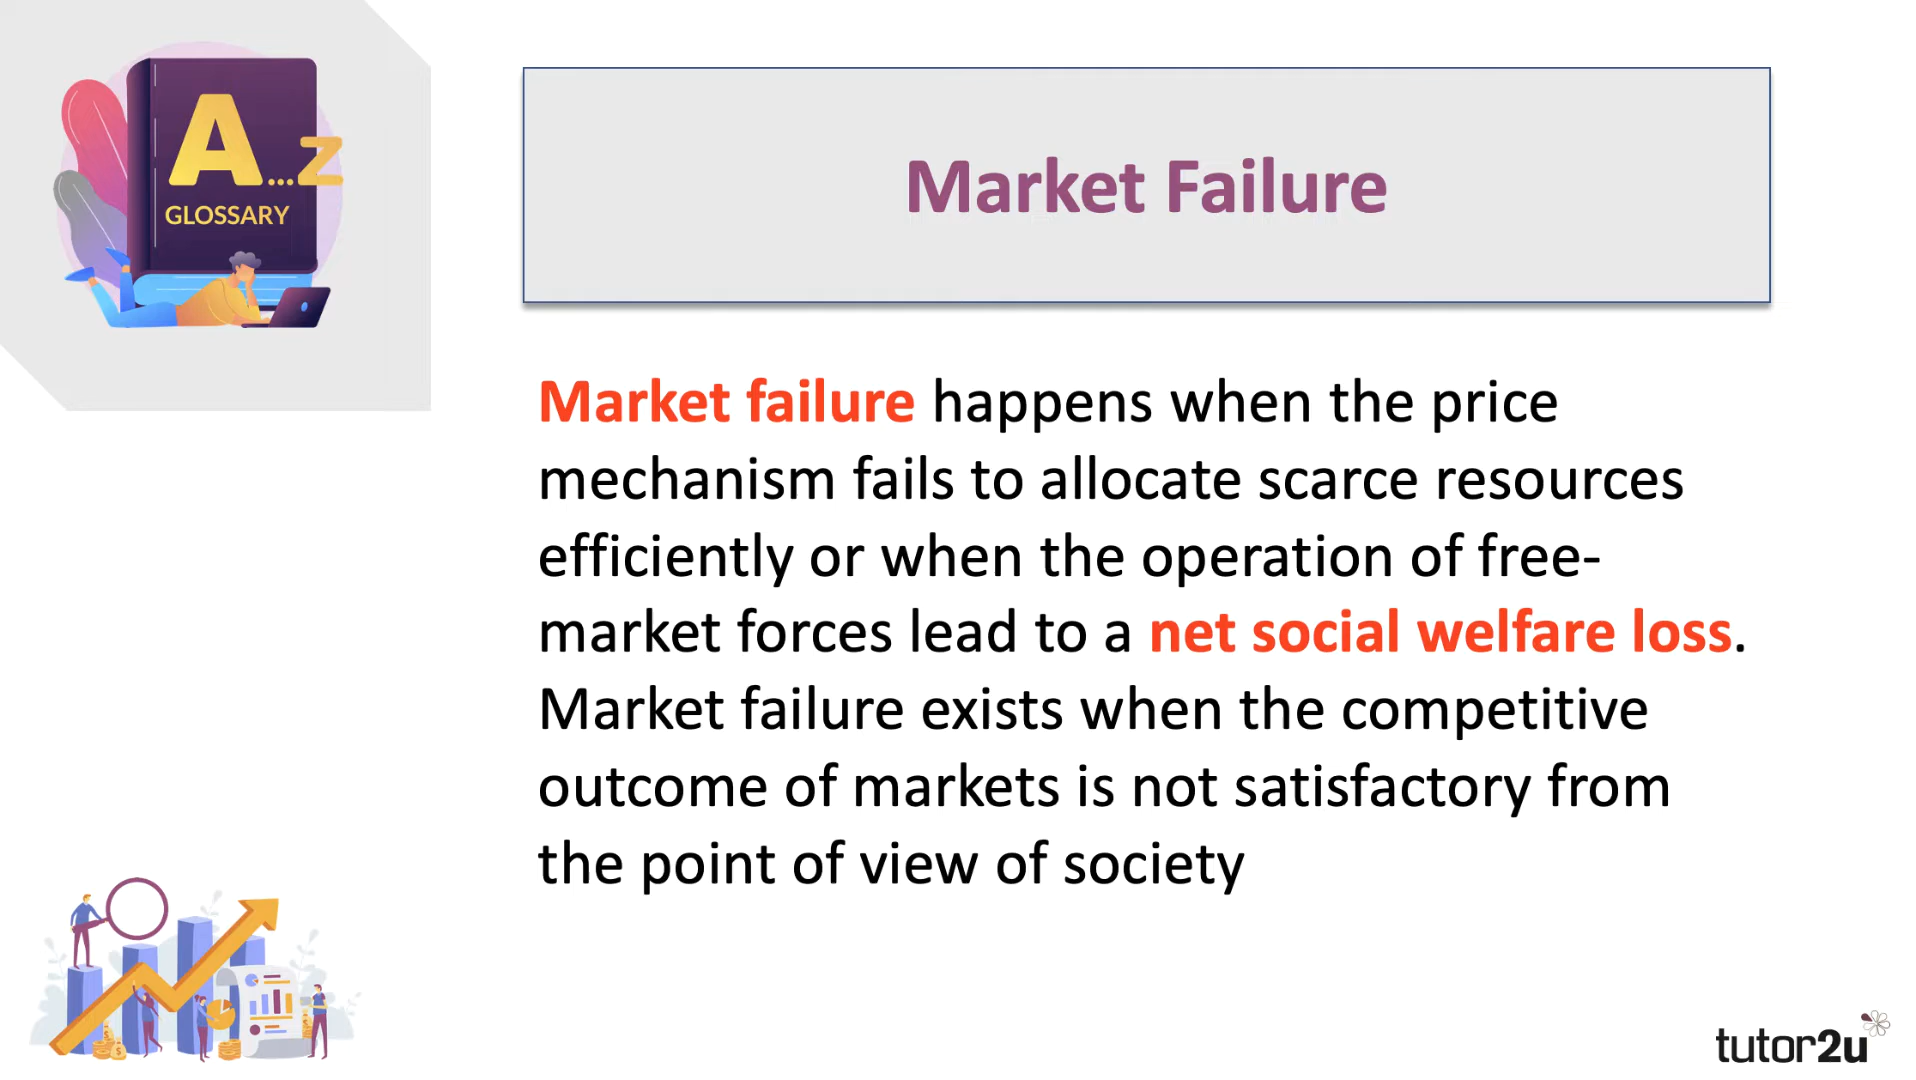 A...Z
GLOSSARY
Market Failure
Market failure happens when the price
mechanism fails to allocate scarce resources
efficiently or when the operation of free-
market forces lead to a net social welfare loss.
Market failure exists when the competitive
outcome of markets is not satisfactory from
the point of view of society
tutor2u